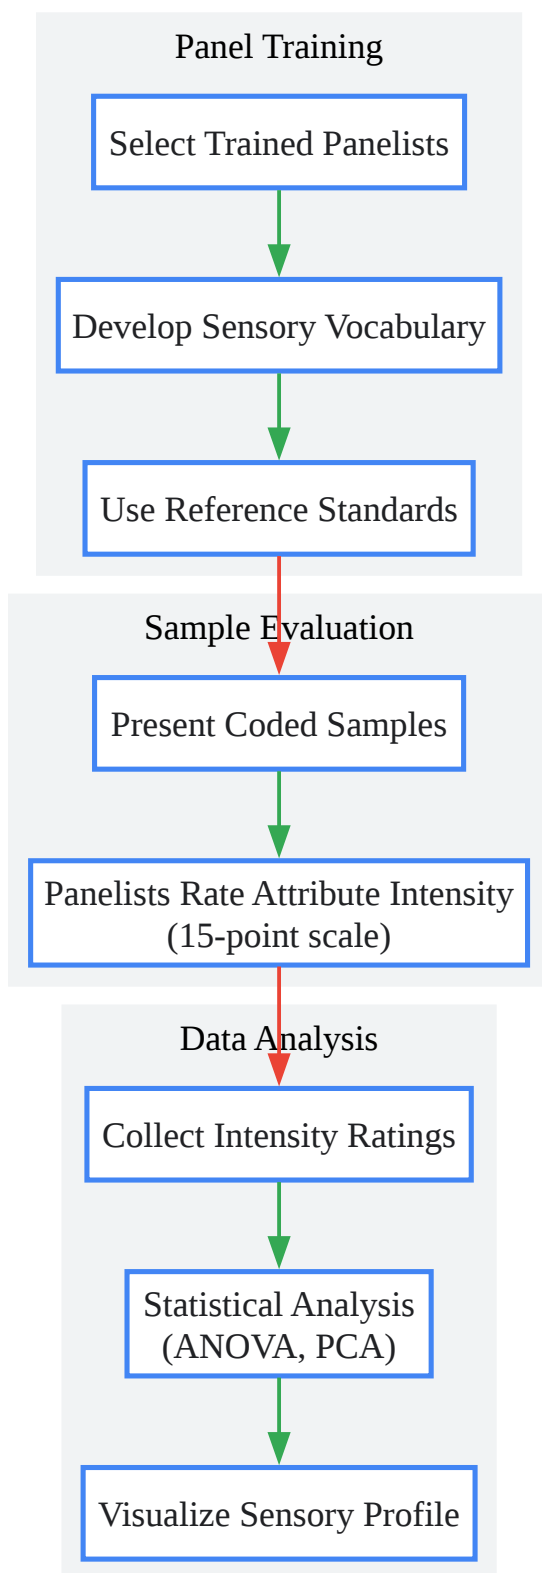 Panel Training
Select Trained Panelists
Develop Sensory Vocabulary
Use Reference Standards
Sample Evaluation
Present Coded Samples
Panelists Rate Attribute Intensity
(15-point scale)
Data Analysis
Collect Intensity Ratings
Statistical Analysis
(ANOVA, PCA)
Visualize Sensory Profile